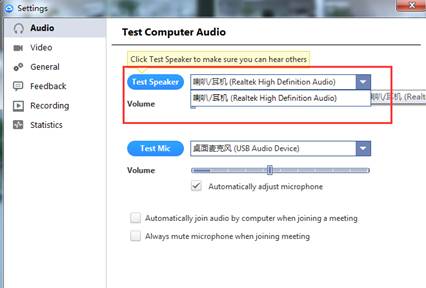 Settings
Audio
Video
General
Feedback
Recording
Statistics
Test Computer Audio
Click Test Speaker to make sure you can hear others
Test Speaker
喇叭/耳机 (Realtek High Definition Audio)
喇叭/耳机 (Realtek High Definition Audio)
喇叭/耳机 (Realtek H
Volume
Test Mic
桌面麦克风 (USB Audio Device)
Volume
Automatically adjust microphone
Automatically join audio by computer when joining a meeting
Always mute microphone when joining meeting